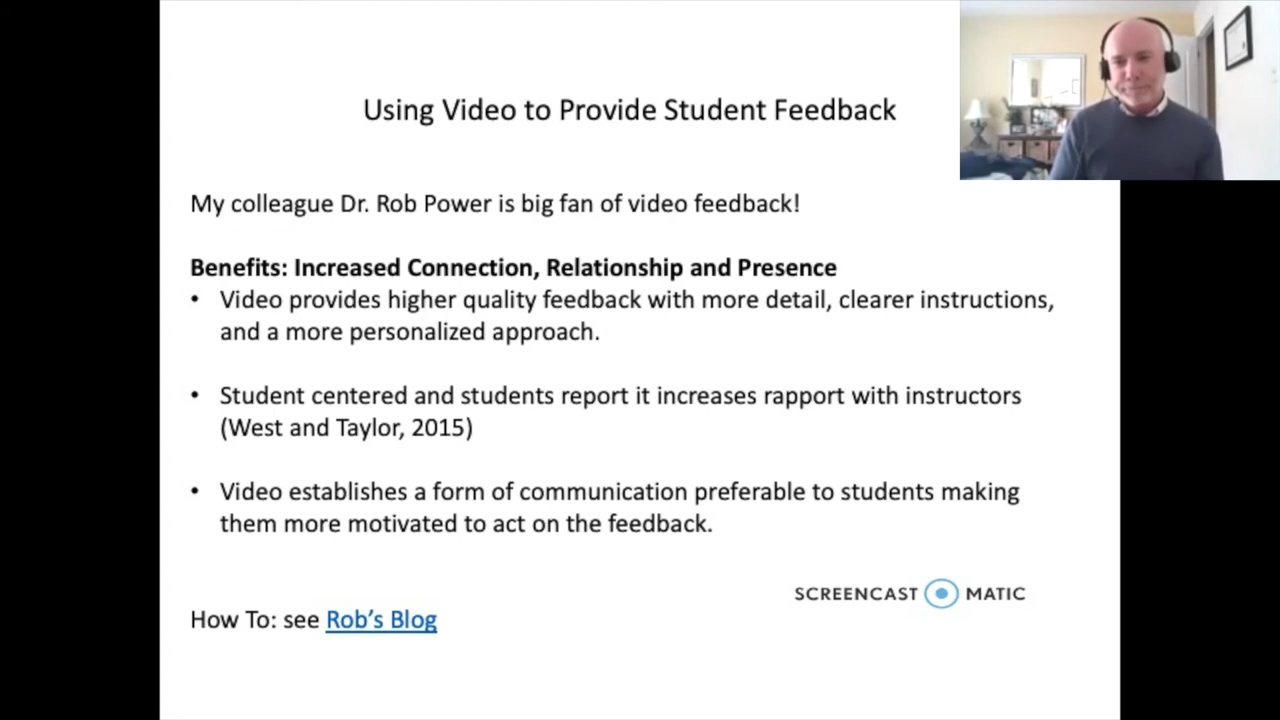 Using Video to Provide Student Feedback
My colleague Dr. Rob Power is big fan of video feedback!
Benefits: Increased Connection, Relationship and Presence
• Video provides higher quality feedback with more detail, clearer instructions,
and a more personalized approach.
• Student centered and students report it increases rapport with instructors
(West and Taylor, 2015)
• Video establishes a form of communication preferable to students making
them more motivated to act on the feedback.
SCREENCAST MATIC
How To: see Rob’s Blog